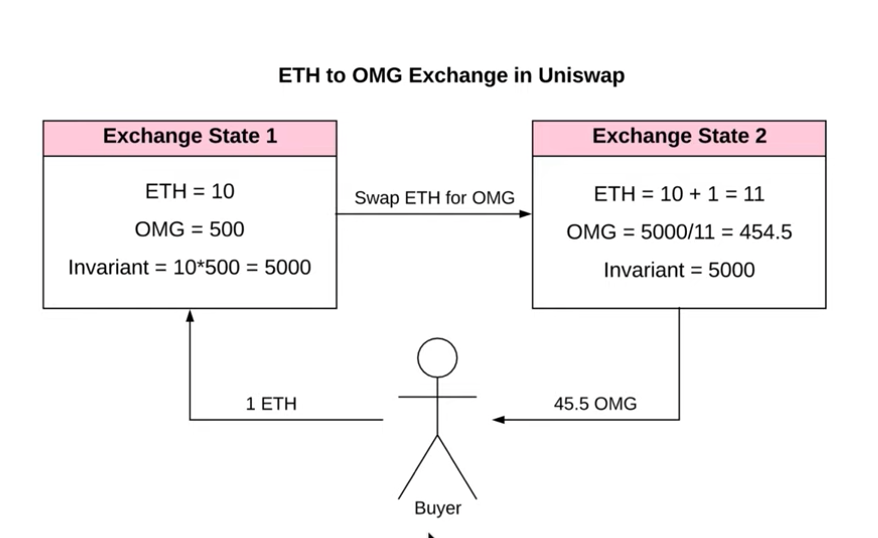 ETH to OMG Exchange in Uniswap
Exchange State 1
ETH = 10
OMG = 500
Invariant = 10*500 = 5000
Swap ETH for OMG
Exchange State 2
ETH = 10 + 1 = 11
OMG = 5000/11 = 454.5
Invariant = 5000
1 ETH
45.5 OMG
Buyer